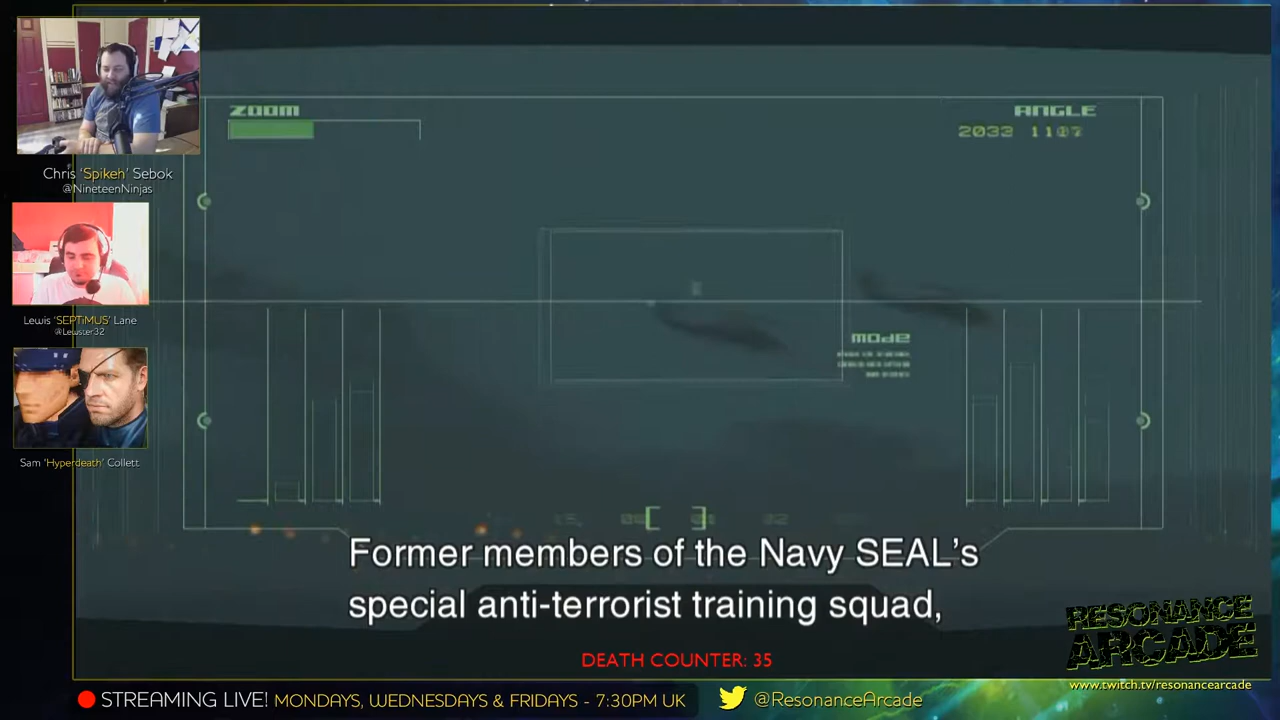 ZOOM
ANGLE
2033 1107
Chris 'Spikeh' Sebok
@NineteenNinjas
Lewis 'SEPTiMUS' Lane
@Lewster32
MODE
Sam 'Hyperdeath' Collett
Former members of the Navy SEAL's
special anti-terrorist training squad,
DEATH COUNTER: 35
RESONANCE
ARCADE
www.twitch.tv/resonancearcade
STREAMING LIVE! MONDAYS, WEDNESDAYS & FRIDAYS - 7:30PM UK
@ResonanceArcade